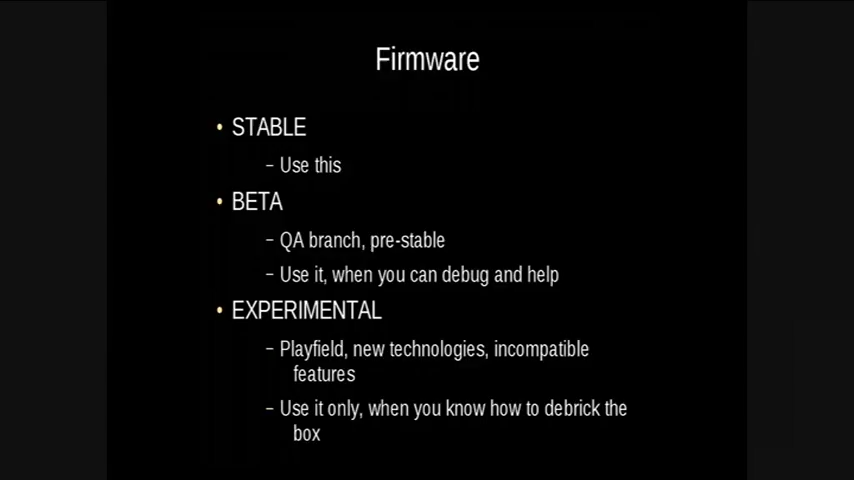 Firmware
• STABLE
– Use this
• BETA
– QA branch, pre-stable
– Use it, when you can debug and help
• EXPERIMENTAL
– Playfield, new technologies, incompatible
features
– Use it only, when you know how to debrick the
box